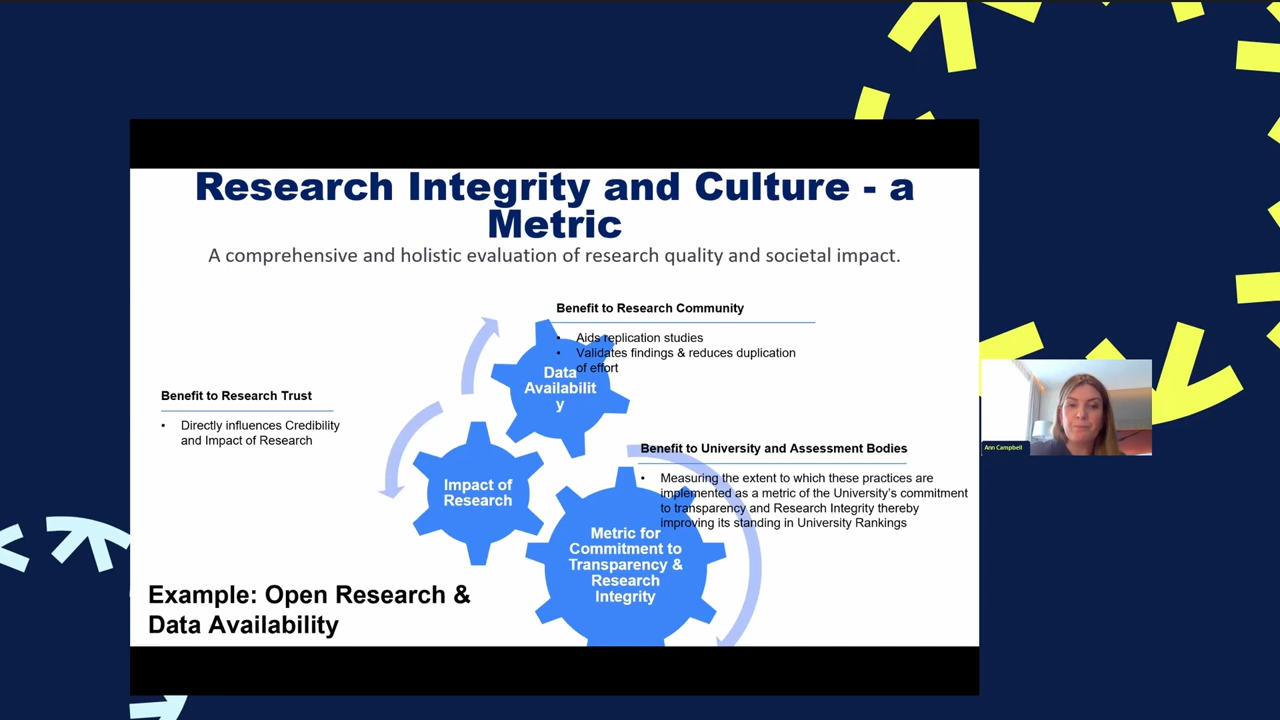 Research Integrity and Culture - a
Metric
A comprehensive and holistic evaluation of research quality and societal impact.
Benefit to Research Community
• Aids replication studies
• Validates findings & reduces duplication
of effort
Data
Availabilit
y
Benefit to Research Trust
• Directly influences Credibility
and Impact of Research
Impact of
Research
Benefit to University and Assessment Bodies
• Measuring the extent to which these practices are
implemented as a metric of the University's commitment
to transparency and Research Integrity thereby
improving its standing in University Rankings
Metric for
Commitment to
Transparency &
Research
Integrity
Example: Open Research &
Data Availability
Ann Campbell